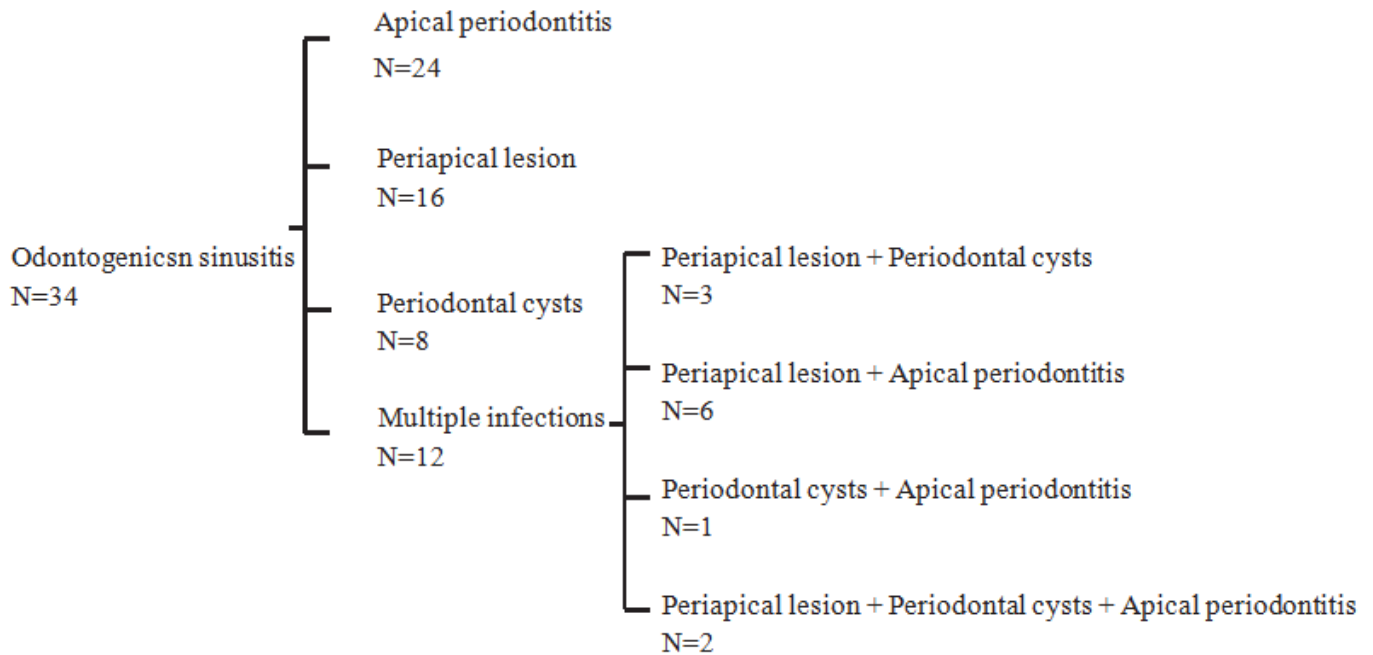 Apical periodontitis
N=24
Periapical lesion
N=16
Odontogenicsn sinusitis
N=34
Periodontal cysts
N=8
Multiple infections
N=12
Periapical lesion + Periodontal cysts
N=3
Periapical lesion + Apical periodontitis
N=6
Periodontal cysts + Apical periodontitis
N=1
Periapical lesion + Periodontal cysts + Apical periodontitis
N=2